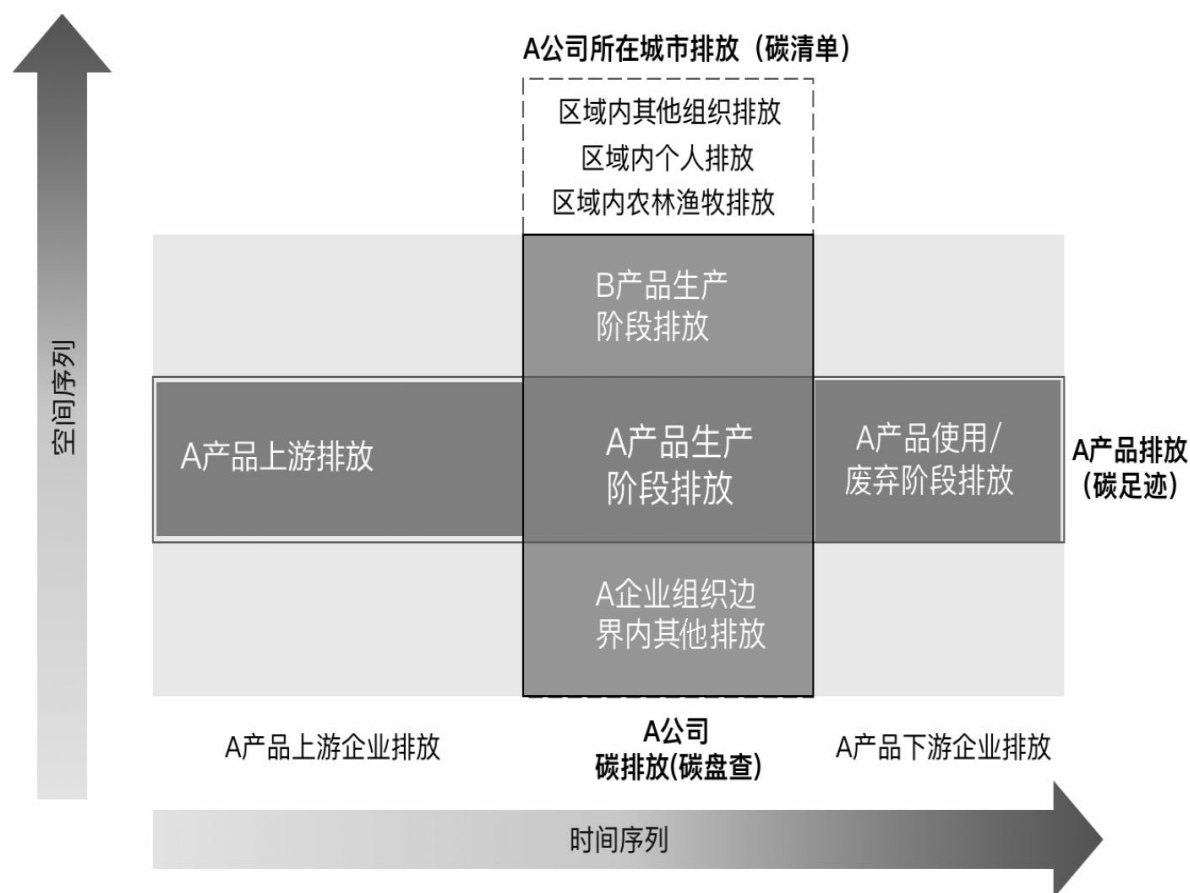 A公司所在城市排放（碳清单）
区域内其他组织排放
区域内个人排放
区域内农林渔牧排放
B产品生产
阶段排放
空间序列
A产品上游排放
A产品生产
阶段排放
A产品使用/
废弃阶段排放
A产品排放
（碳足迹）
A企业组织边
界内其他排放
A产品上游企业排放
A公司
碳排放(碳盘查)
A产品下游企业排放
时间序列